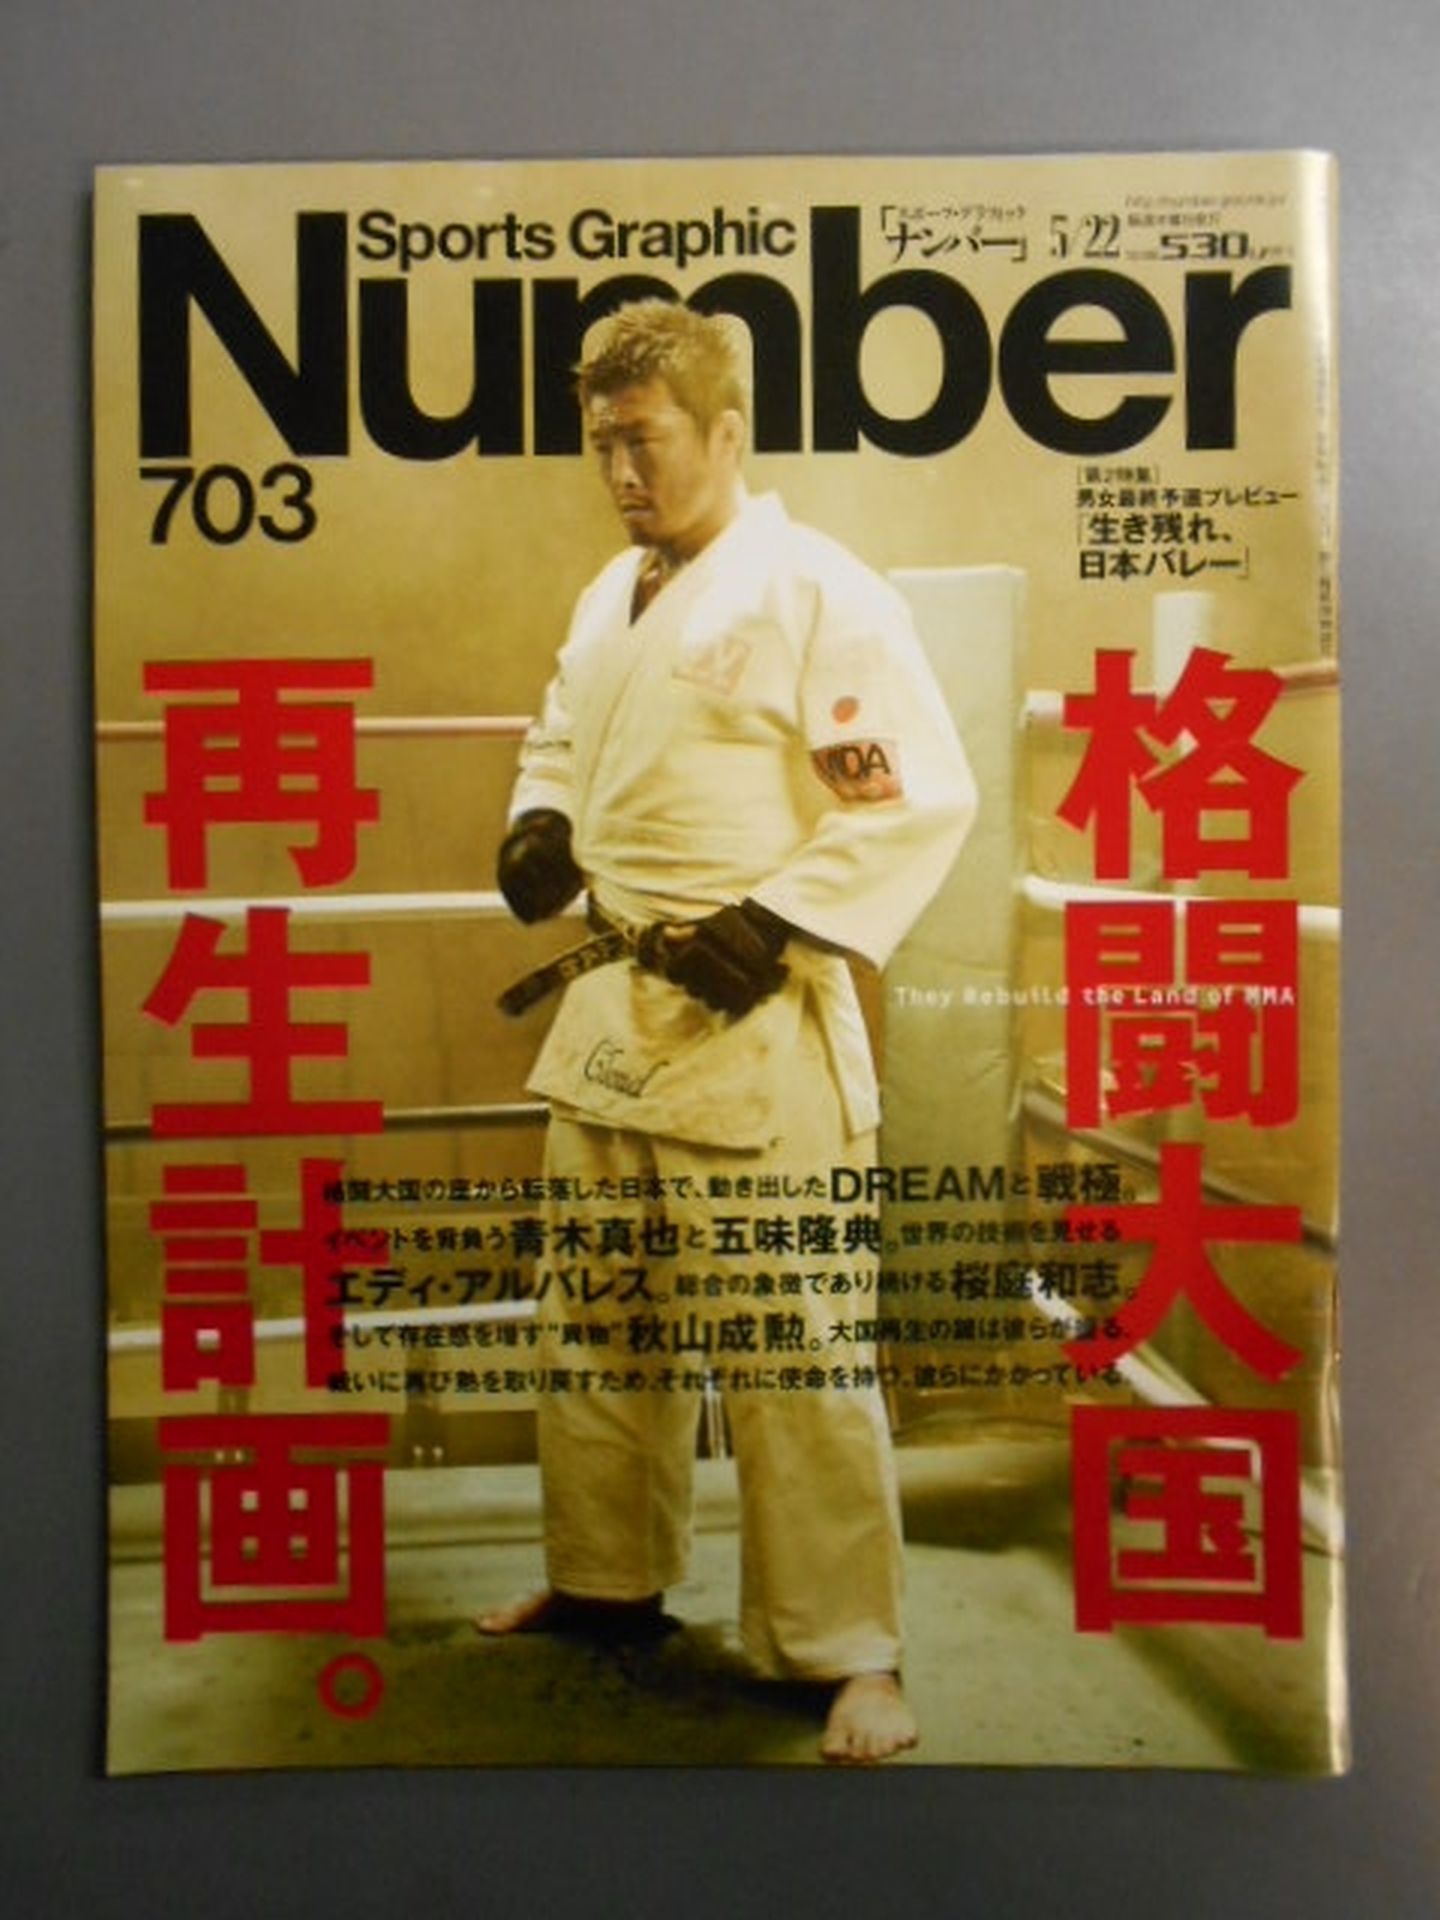 Sports Graphic
Number
「スポーツ・グラフィック
ナンバー」
5/22
530
703
[第2特集]
男女最終予選プレビュー
「生き残れ、
日本バレー」
格闘大国
再生計画。
They Rebuild the Land of MMA
格闘大国の座から転落した日本で、動き出したDREAMと戦極。
イベントを背負う青木真也と五味隆典。世界の技術を見せる
エディ・アルバレス。総合の象徴であり続ける桜庭和志。
そして存在感を増す"異物"秋山成勲。大国再生の鍵は彼らが握る。
戦いに再び熱を取り戻すため、それぞれに使命を持つ、彼らにかかっている。
Cloud